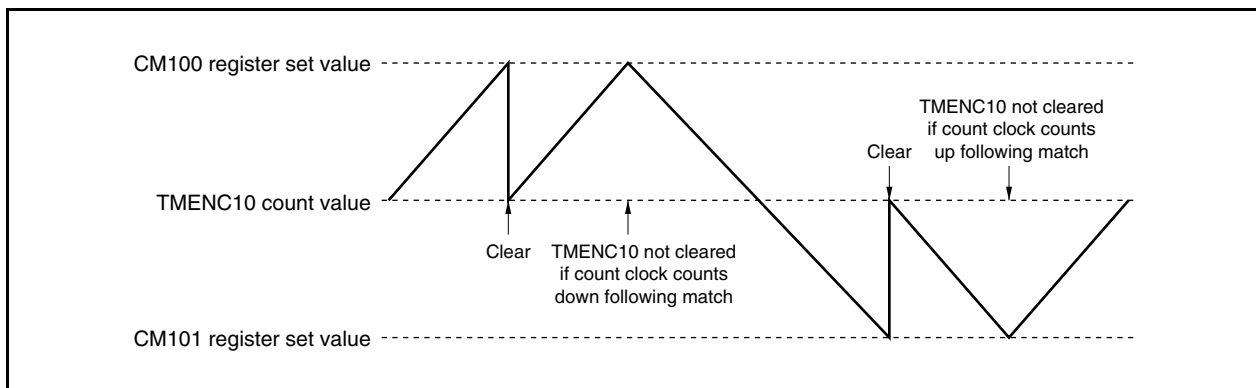 CM100 register set value
TMENC10 not cleared
if count clock counts
up following match
Clear
TMENC10 count value
Clear
TMENC10 not cleared
if count clock counts
down following match
CM101 register set value